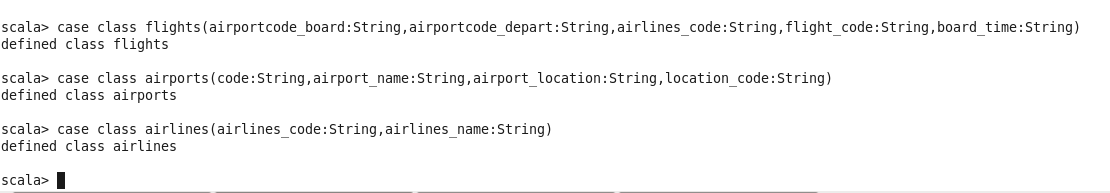 scala> case class flights(airportcode_board:String,airportcode_depart:String,airlines_code:String,flight_code:String,board_time:String)
defined class flights
scala> case class airports(code:String,airport_name:String,airport_location:String,location_code:String)
defined class airports
scala> case class airlines(airlines_code:String,airlines_name:String)
defined class airlines
scala>